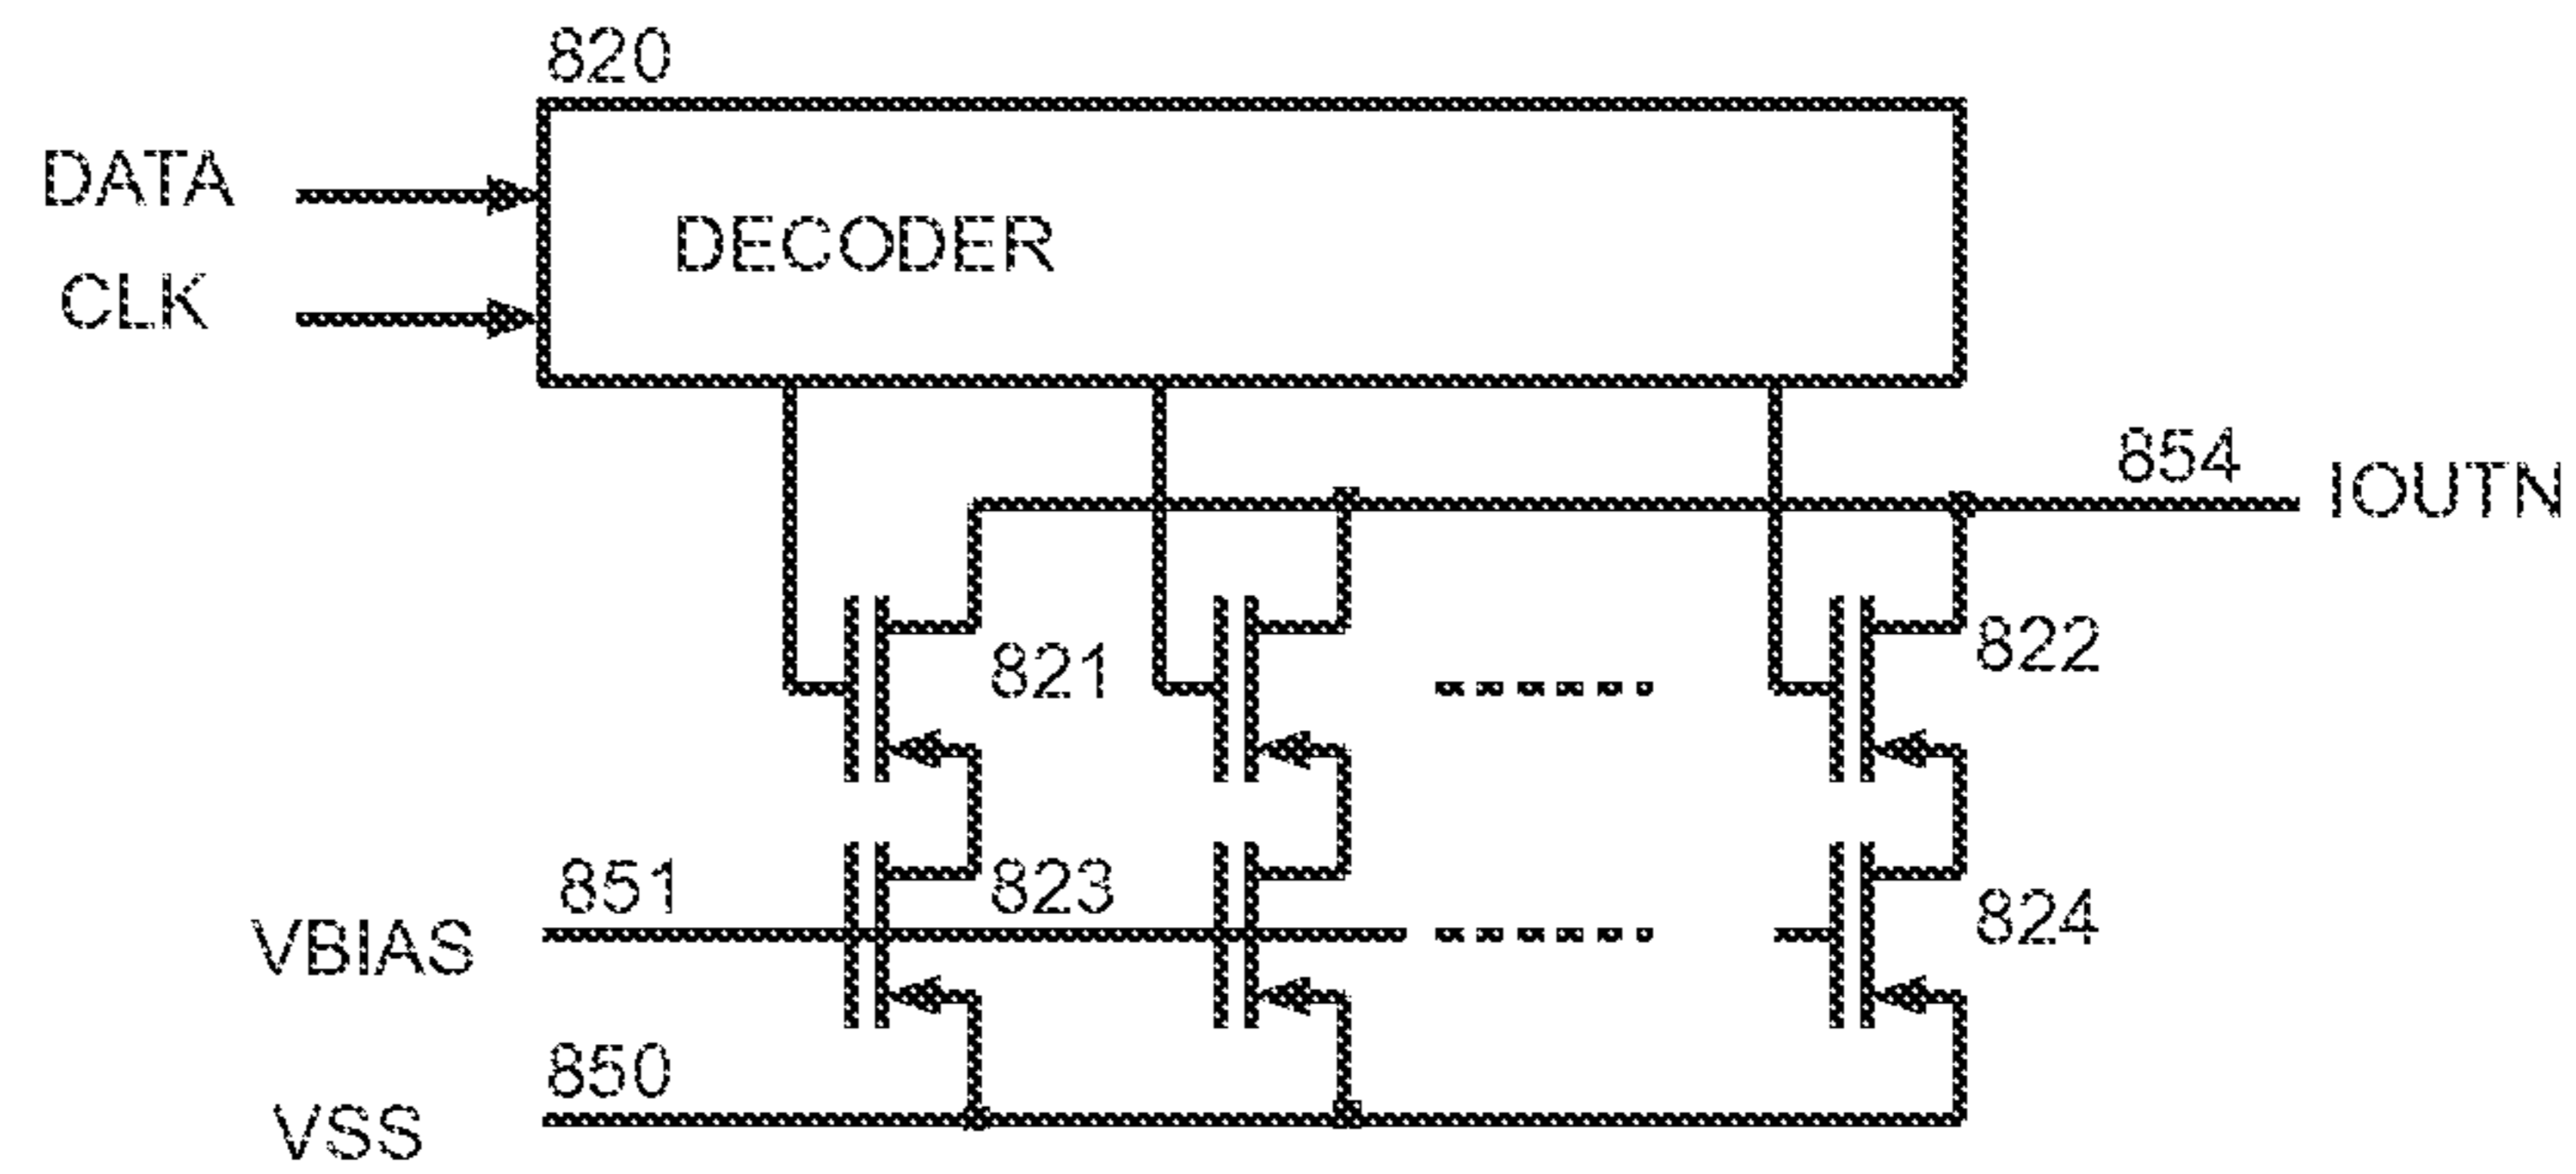 820
DATA
DECODER
CLK
854
IOUTN
821
822
851
823
824
VBIAS
850
VSS